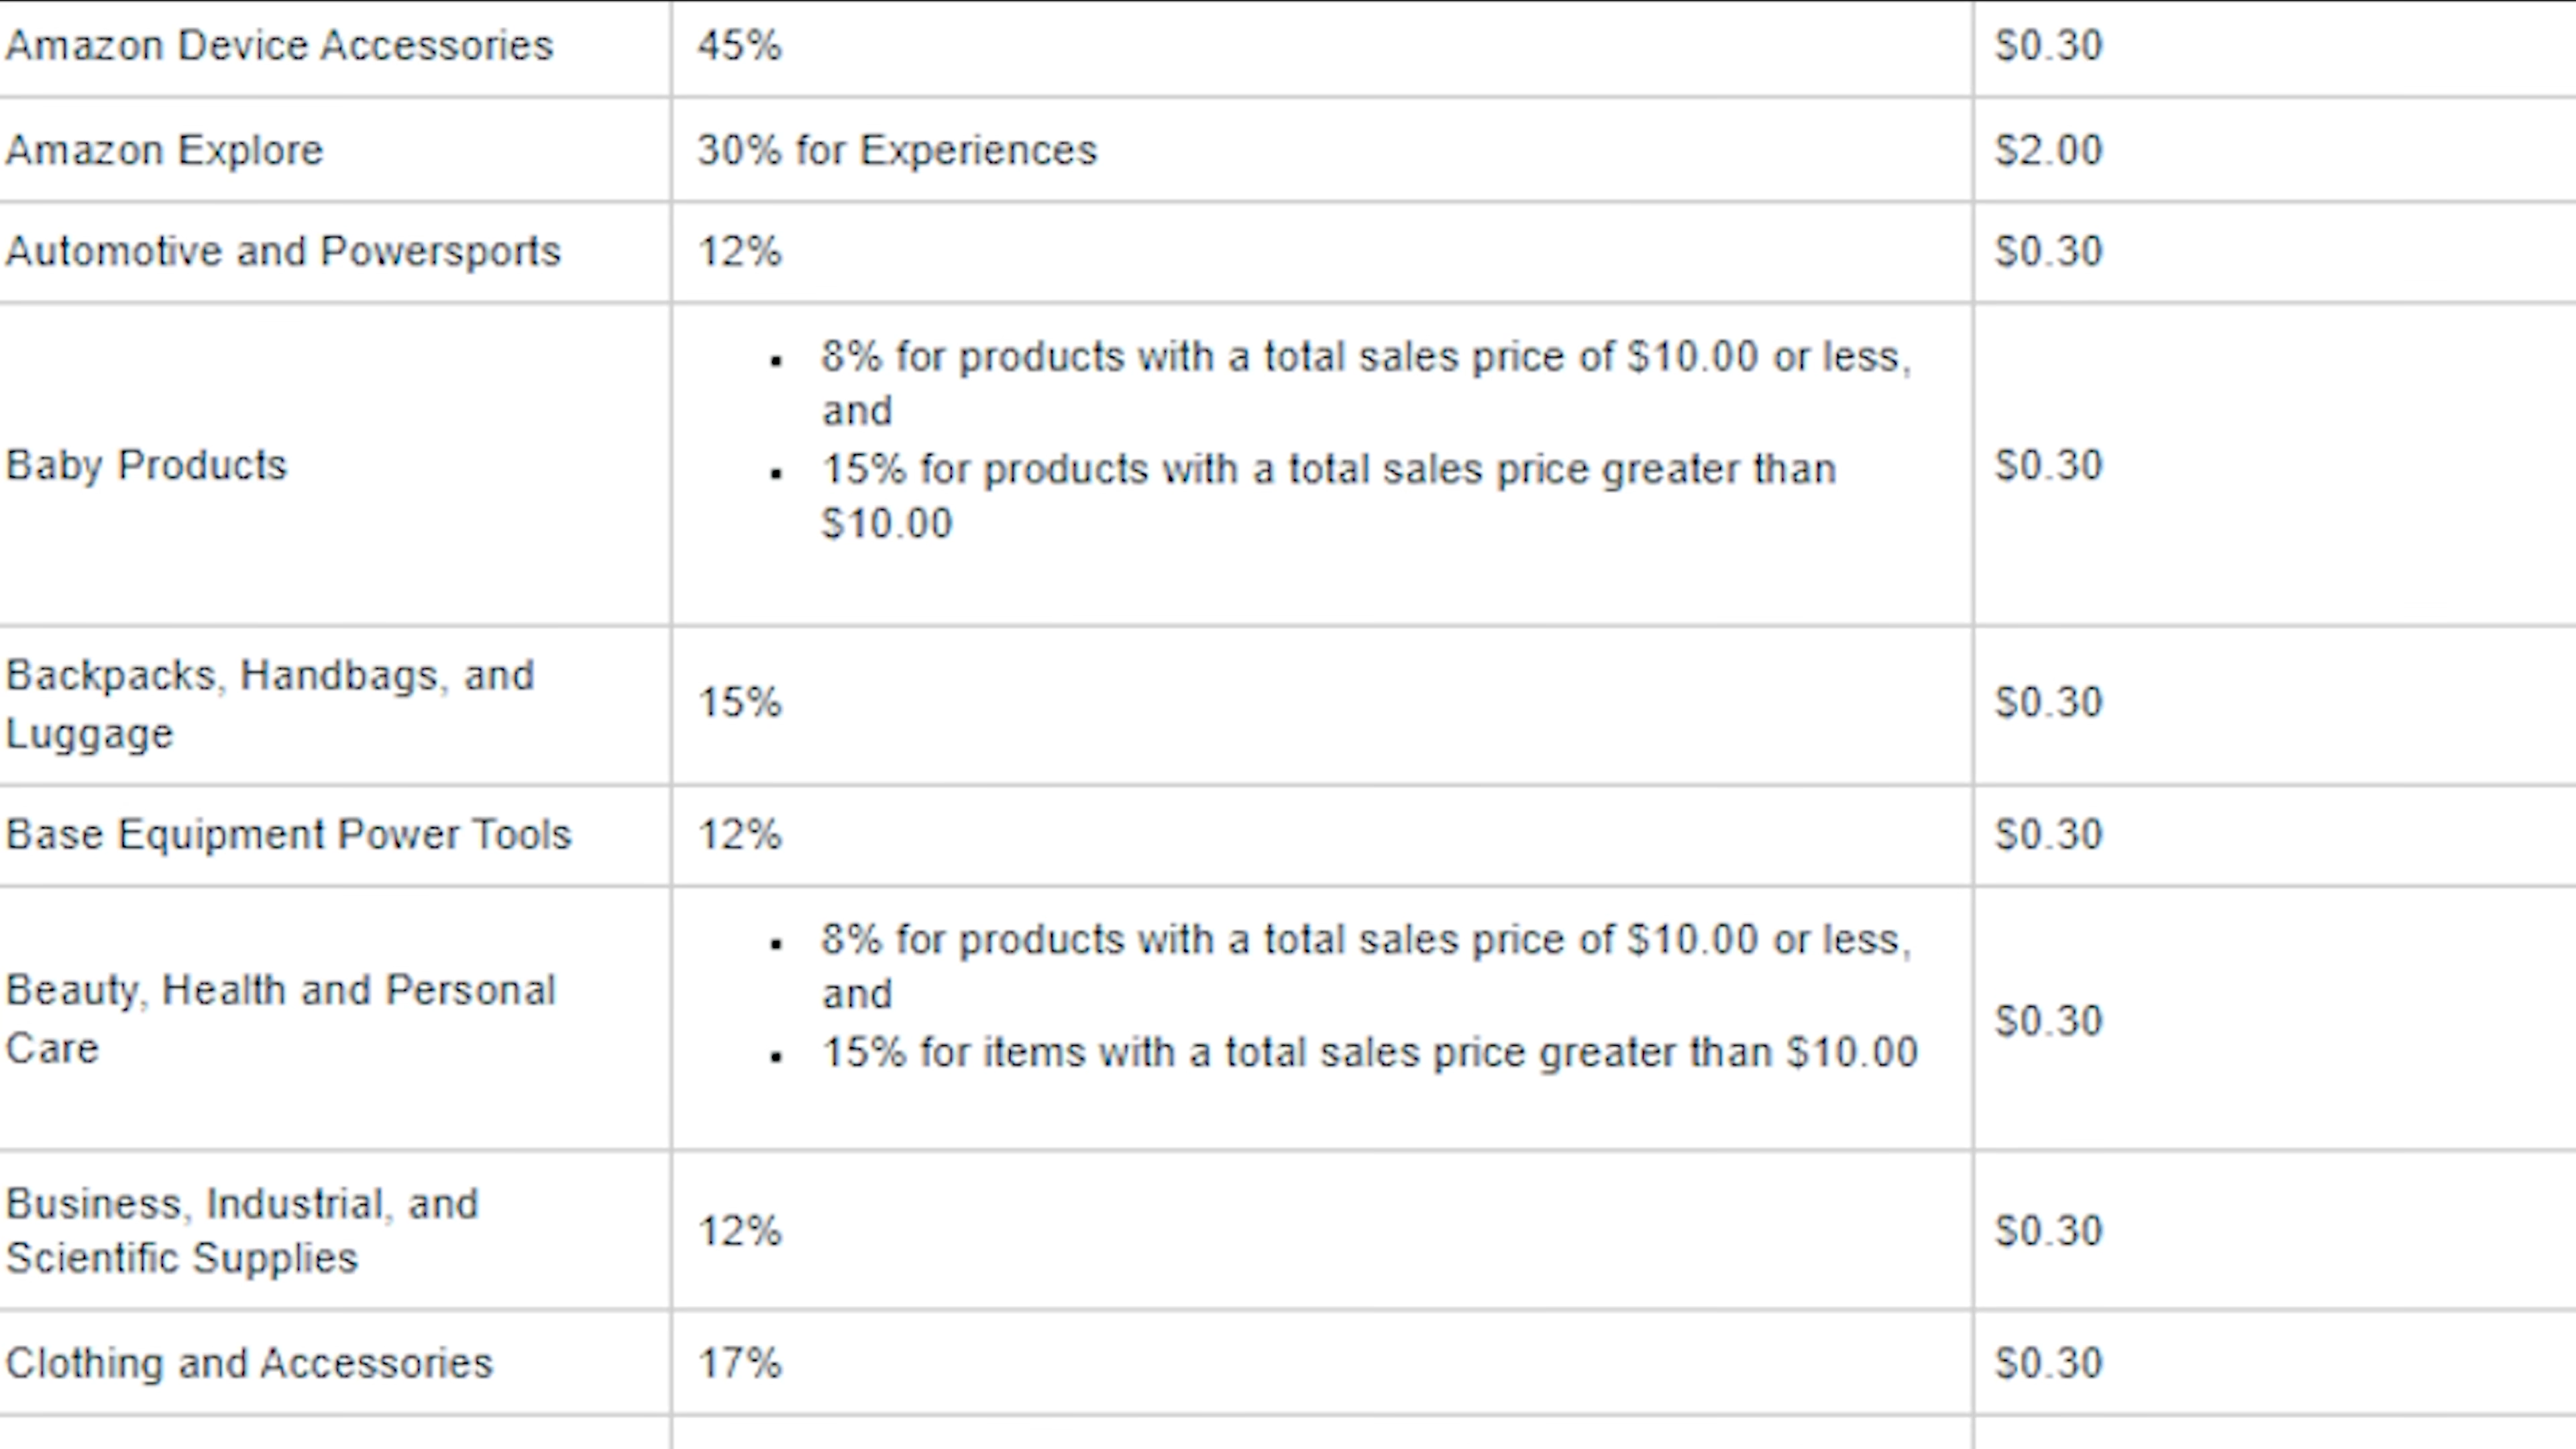 Amazon Device Accessories 45% $0.30
Amazon Explore 30% for Experiences $2.00
Automotive and Powersports 12% $0.30
Baby Products
▪ 8% for products with a total sales price of $10.00 or less,
and
▪ 15% for products with a total sales price greater than
$10.00
$0.30
Backpacks, Handbags, and
Luggage
15%
$0.30
Base Equipment Power Tools 12% $0.30
Beauty, Health and Personal
Care
▪ 8% for products with a total sales price of $10.00 or less,
and
▪ 15% for items with a total sales price greater than $10.00
$0.30
Business, Industrial, and
Scientific Supplies
12%
$0.30
Clothing and Accessories 17% $0.30